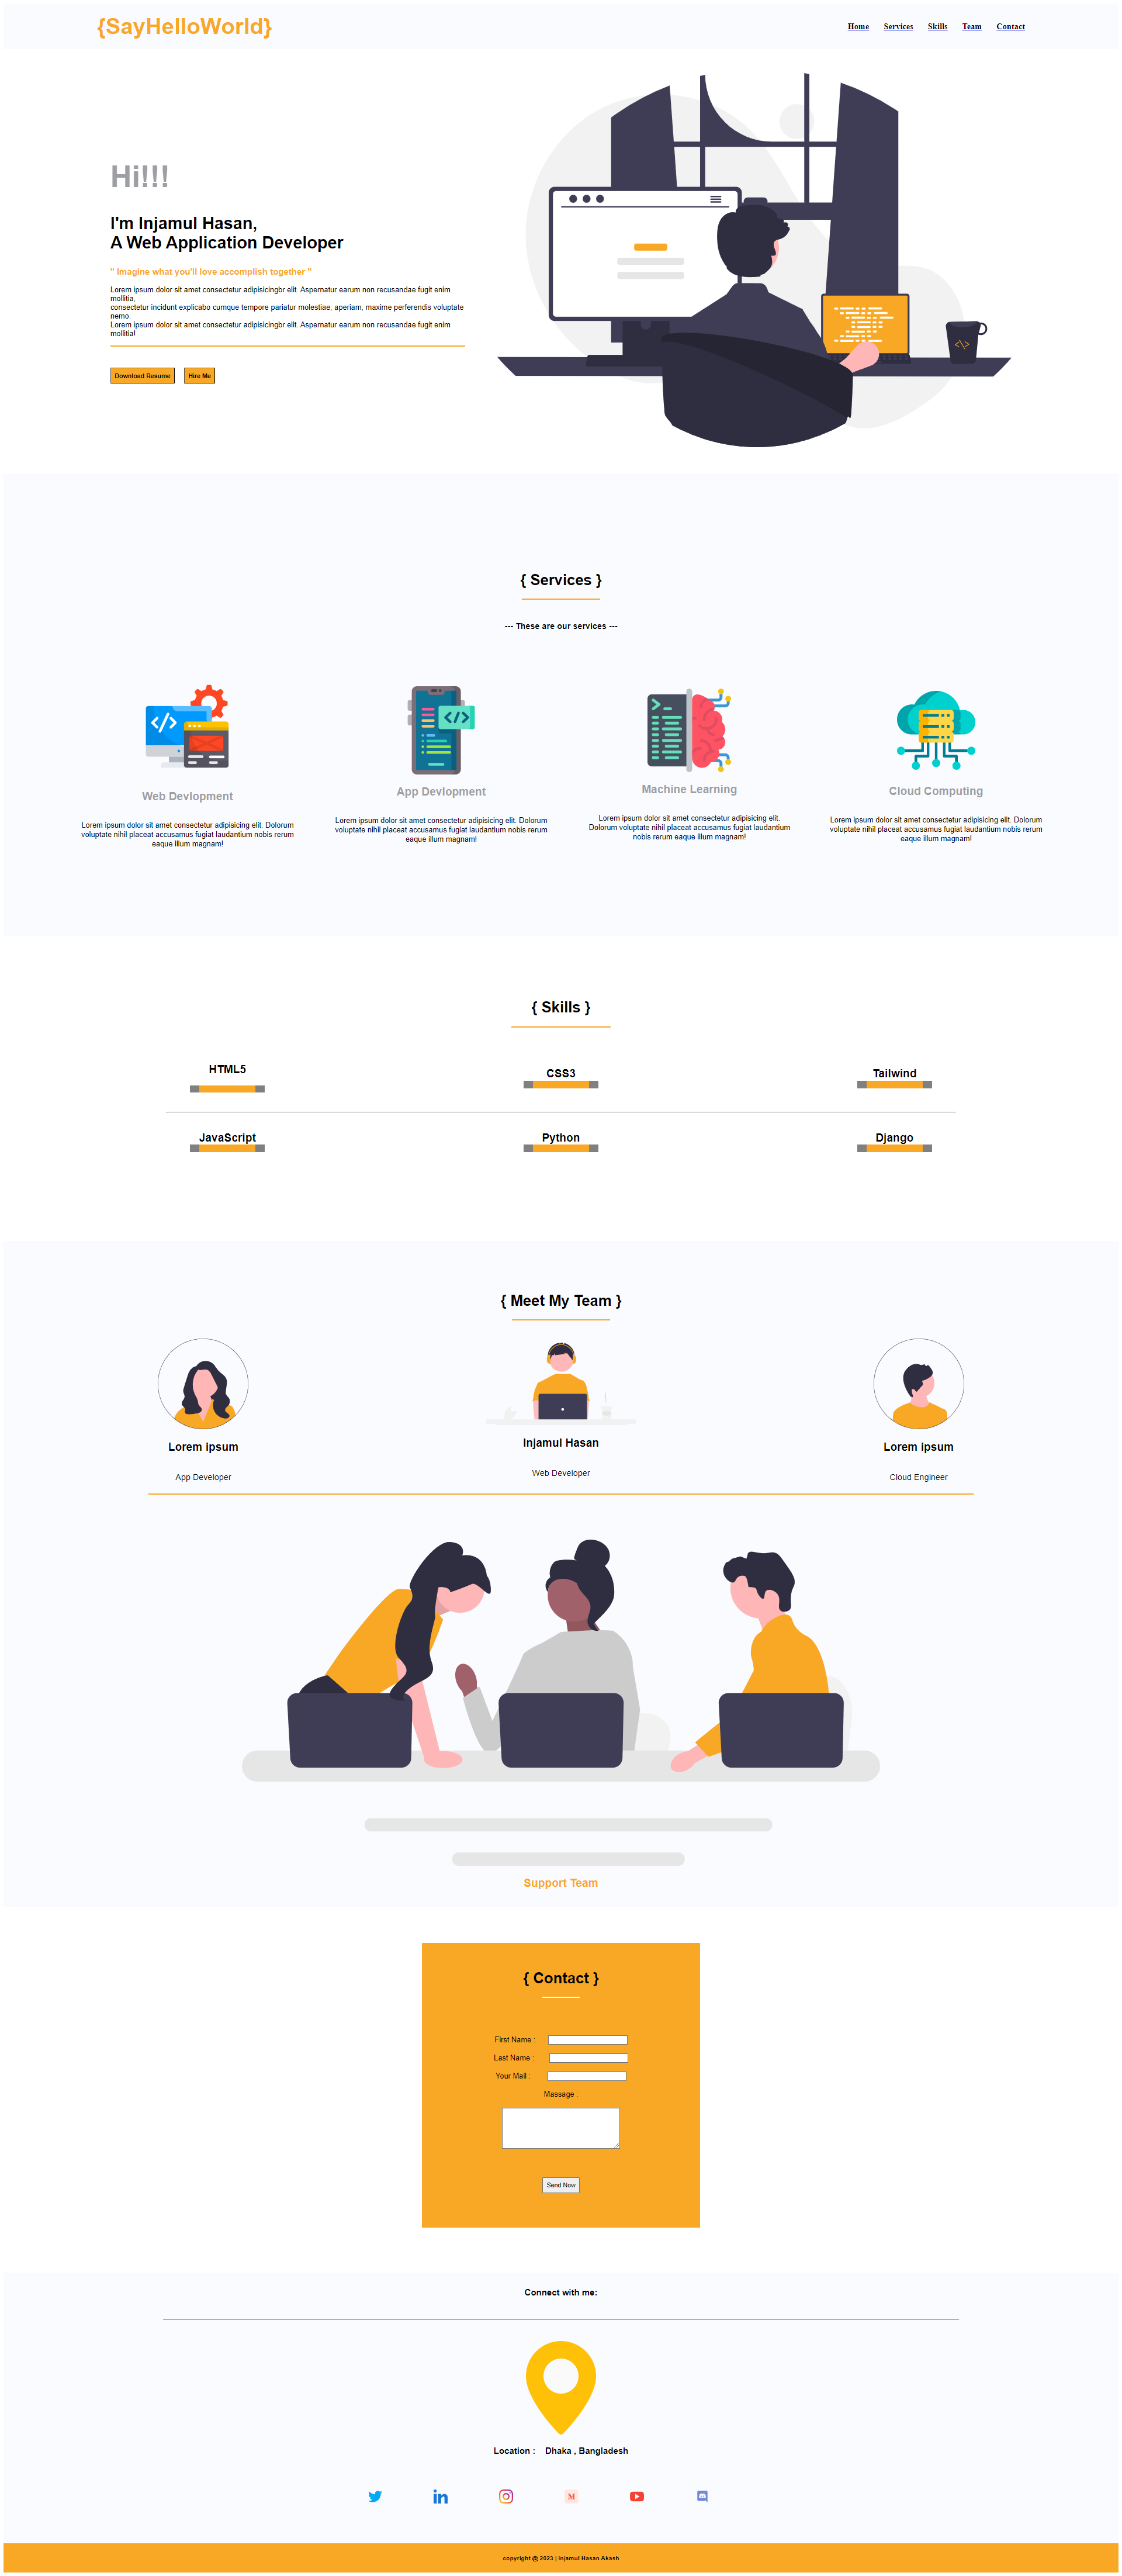 {SayHelloWorld}
Home Services Skills Team Contact
Hi!!!
I'm Injamul Hasan,
A Web Application Developer
" Imagine what you'll love accomplish together "
Lorem ipsum dolor sit amet consectetur adipisicingbr elit. Aspernatur earum non recusandae fugit enim
mollitia,
consectetur incidunt explicabo cumque tempore pariatur molestiae, aperiam, maxime perferendis voluptate
nemo.
Lorem ipsum dolor sit amet consectetur adipisicingbr elit. Aspernatur earum non recusandae fugit enim
mollitia!
Download Resume Hire Me
{ Services }
--- These are our services ---
Web Devlopment
Lorem ipsum dolor sit amet consectetur adipisicing elit. Dolorum
voluptate nihil placeat accusamus fugiat laudantium nobis rerum
eaque illum magnam!
App Devlopment
Lorem ipsum dolor sit amet consectetur adipisicing elit. Dolorum
voluptate nihil placeat accusamus fugiat laudantium nobis rerum
eaque illum magnam!
Machine Learning
Lorem ipsum dolor sit amet consectetur adipisicing elit.
Dolorum voluptate nihil placeat accusamus fugiat laudantium
nobis rerum eaque illum magnam!
Cloud Computing
Lorem ipsum dolor sit amet consectetur adipisicing elit. Dolorum
voluptate nihil placeat accusamus fugiat laudantium nobis rerum
eaque illum magnam!
{ Skills }
HTML5
CSS3
Tailwind
JavaScript
Python
Django
{ Meet My Team }
Lorem ipsum
App Developer
Injamul Hasan
Web Developer
Lorem ipsum
Cloud Engineer
Support Team
{ Contact }
First Name :
Last Name :
Your Mail :
Massage :
Send Now
Connect with me:
Location : Dhaka , Bangladesh
copyright @ 2023 | Injamul Hasan Akash